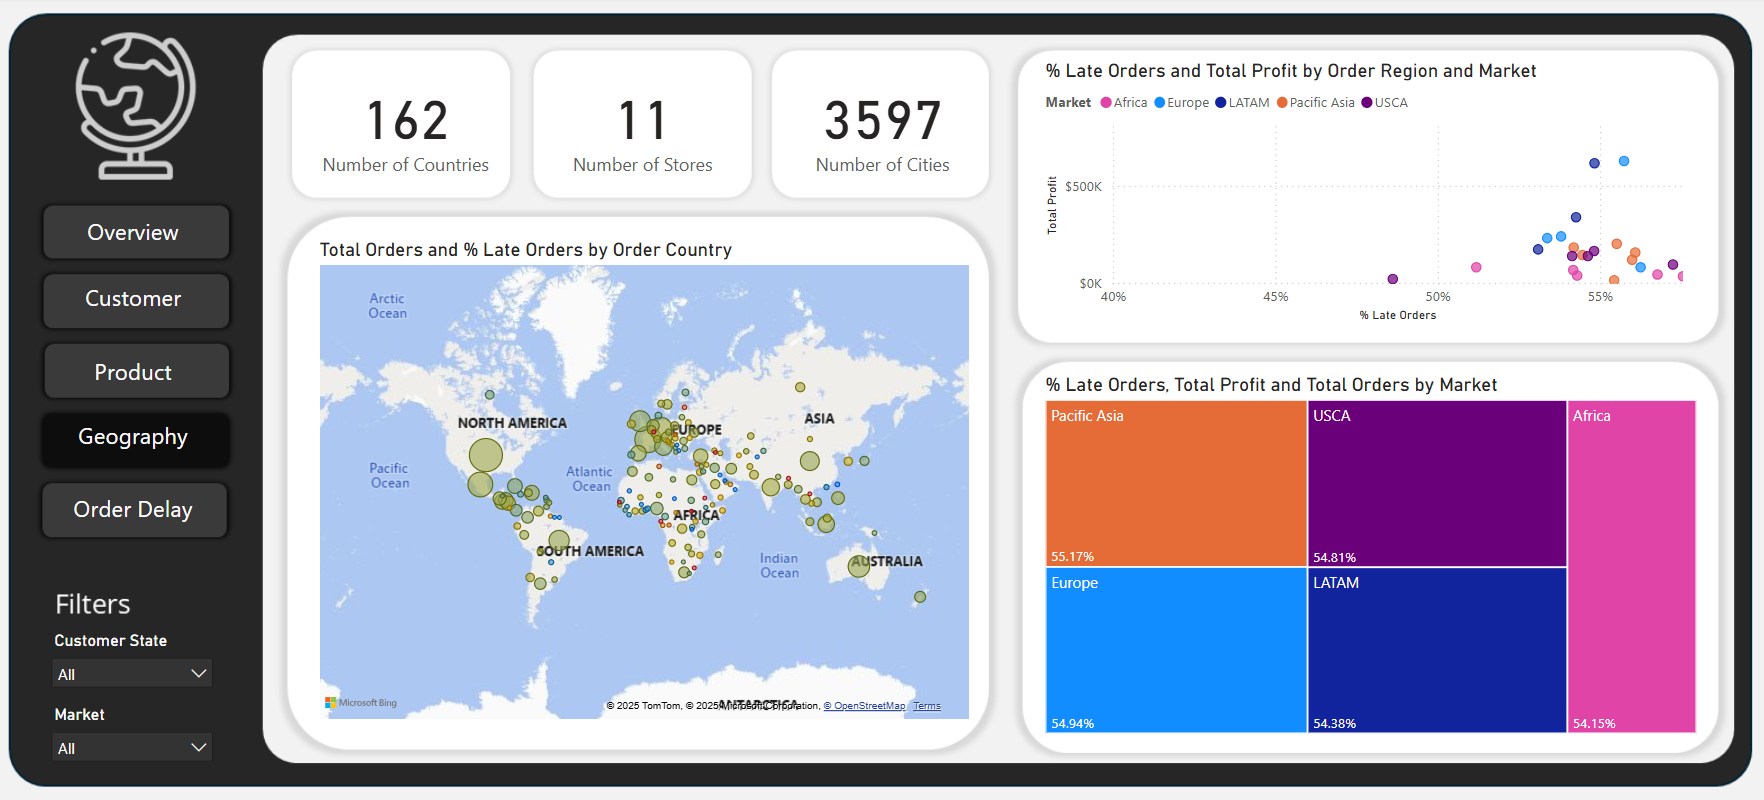 Overview
Customer
Product
Geography
Order Delay
Filters
Customer State
All
Market
All
162
Number of Countries
11
Number of Stores
3597
Number of Cities
Total Orders and % Late Orders by Order Country
Arctic
Ocean
NORTH AMERICA
EUROPE
ASIA
Pacific
Ocean
Atlantic
Ocean
AFRICA
SOUTH AMERICA
Indian
Ocean
AUSTRALIA
ANTARCTICA
Microsoft Bing
© 2025 TomTom, © 2025 Microsoft Corporation, © OpenStreetMap Terms
% Late Orders and Total Profit by Order Region and Market
Market Africa Europe LATAM Pacific Asia USCA
Total Profit
$500K
$0K
40% 45% 50% 55%
% Late Orders
% Late Orders, Total Profit and Total Orders by Market
Pacific Asia
55.17%
USCA
54.81%
Africa
54.15%
Europe
54.94%
LATAM
54.38%